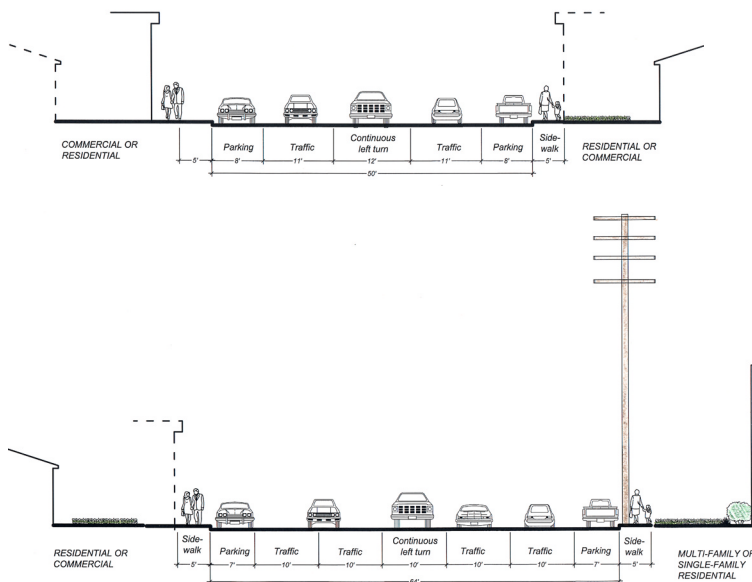 COMMERCIAL OR
RESIDENTIAL
5'
Parking
8'
Traffic
11'
Continuous
left turn
12'
Traffic
11'
Parking
8'
Side-
walk
5'
RESIDENTIAL OR
COMMERCIAL
50'
RESIDENTIAL OR
COMMERCIAL
Side-
walk
5'
Parking
7'
Traffic
10'
Traffic
10'
Continuous
left turn
10'
Traffic
10'
Traffic
10'
Parking
7'
Side-
walk
5'
MULTI-FAMILY OR
SINGLE-FAMILY
RESIDENTIAL
64'